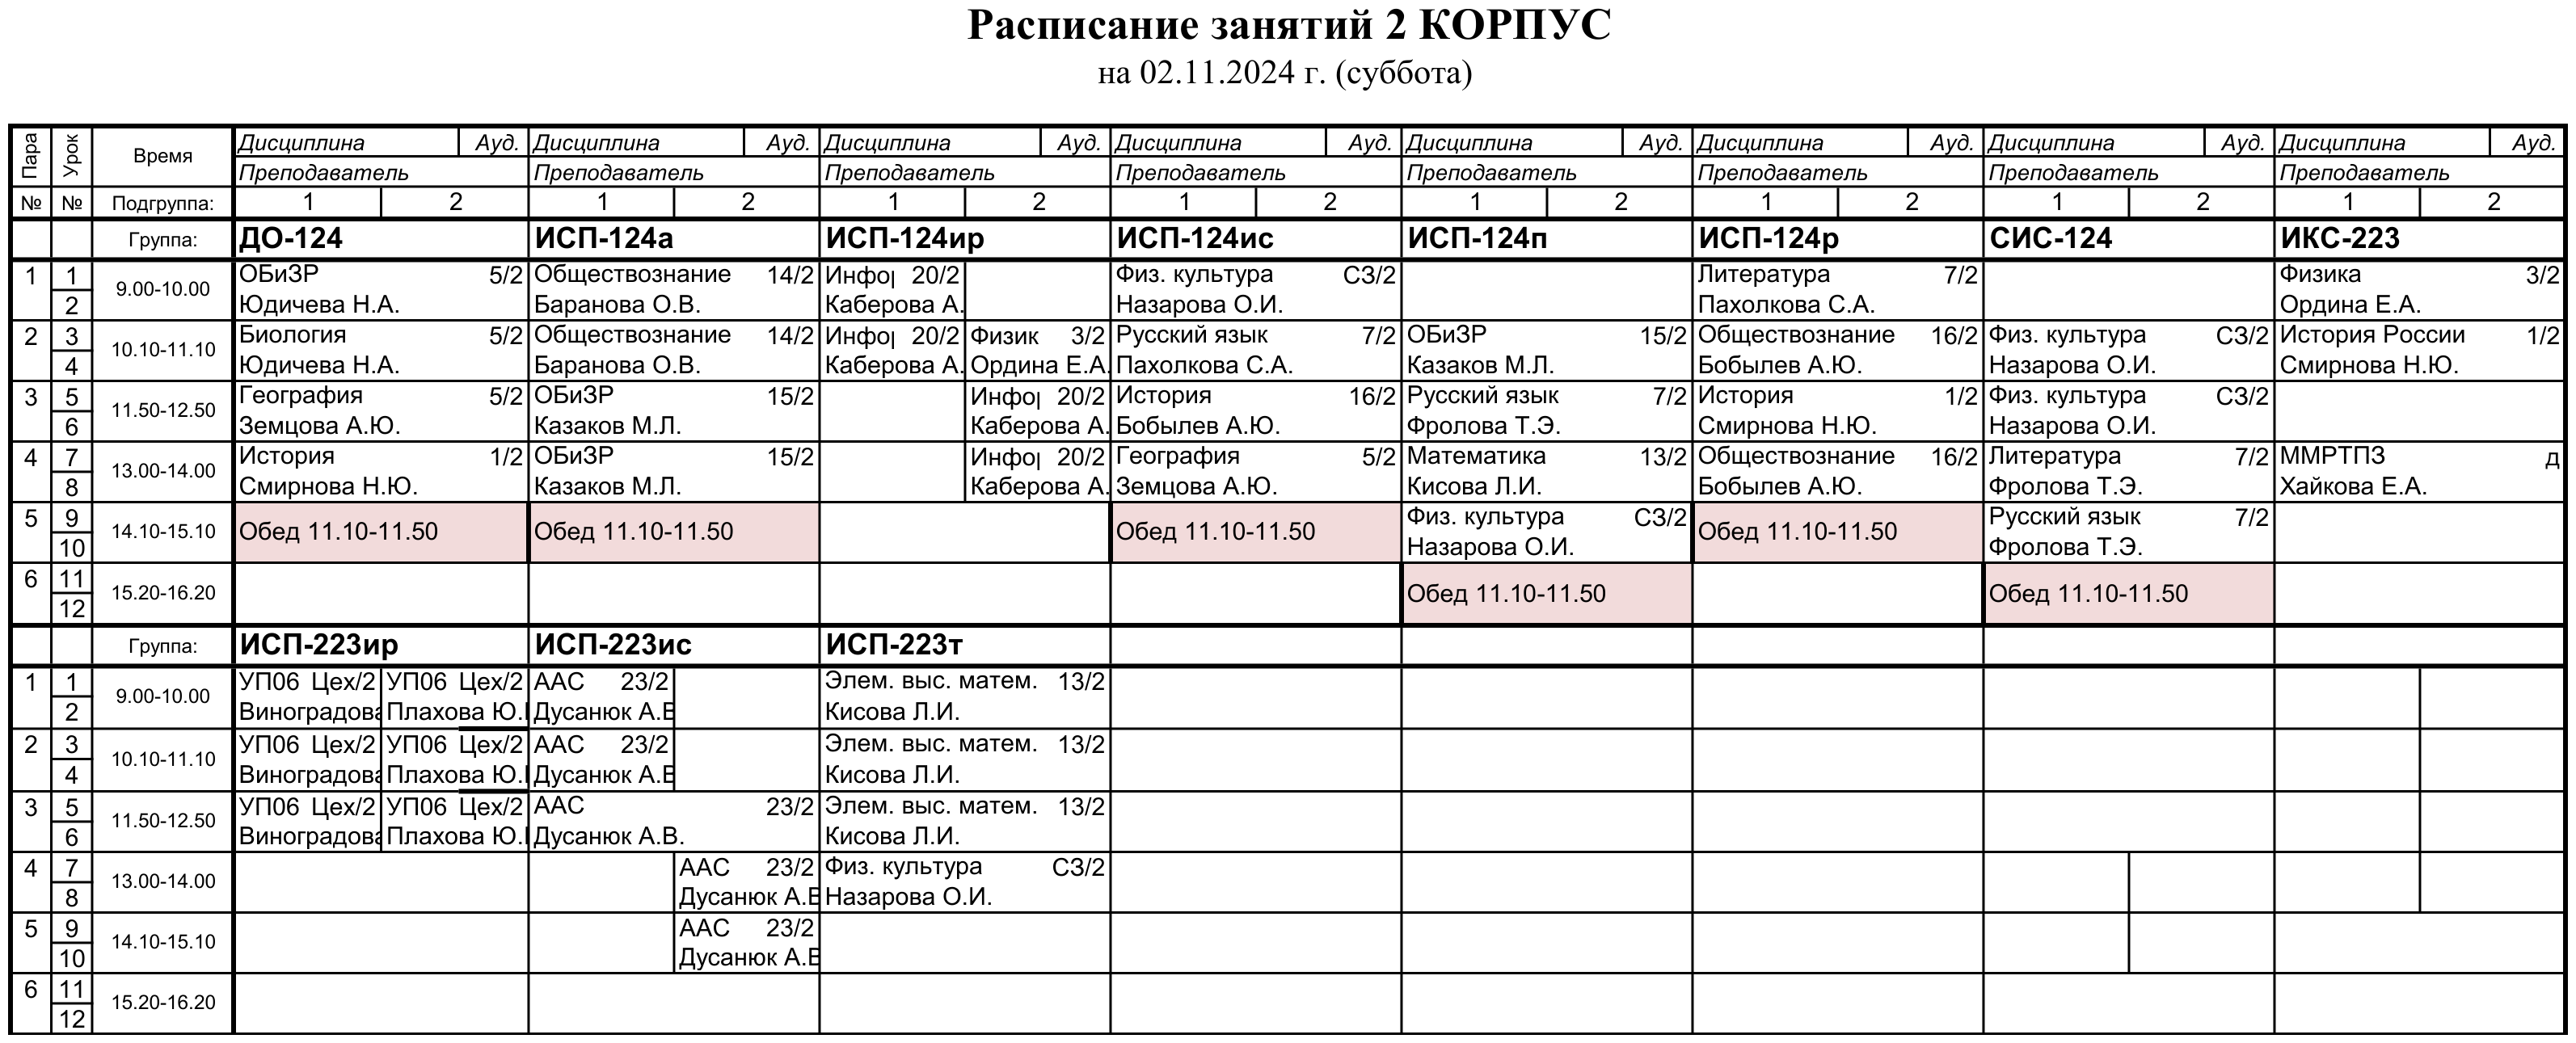 Расписание занятий 2 КОРПУС
на 02.11.2024 г. (суббота)
Пара Урок Время Дисциплина Ауд. Дисциплина Ауд. Дисциплина Ауд. Дисциплина Ауд. Дисциплина Ауд. Дисциплина Ауд. Дисциплина Ауд. Дисциплина Ауд.
Преподаватель Преподаватель Преподаватель Преподаватель Преподаватель Преподаватель Преподаватель Преподаватель
№ № Подгруппа: 1 2 1 2 1 2 1 2 1 2 1 2 1 2 1 2
Группа: ДО-124 ИСП-124а ИСП-124ир ИСП-124ис ИСП-124п ИСП-124р СИС-124 ИКС-223
1 1 9.00-10.00 ОБиЗР 5/2 Обществознание 14/2 Инфор 20/2 Физ. культура СЗ/2 Литература 7/2 Физика 3/2
2 Юдичева Н.А. Баранова О.В. Каберова А. Назарова О.И. Пахолкова С.А. Ордина Е.А.
2 3 10.10-11.10 Биология 5/2 Обществознание 14/2 Инфор 20/2 Физик 3/2 Русский язык 7/2 ОБиЗР 15/2 Обществознание 16/2 Физ. культура СЗ/2 История России 1/2
4 Юдичева Н.А. Баранова О.В. Каберова А. Ордина Е.А. Пахолкова С.А. Казаков М.Л. Бобылев А.Ю. Назарова О.И. Смирнова Н.Ю.
3 5 11.50-12.50 География 5/2 ОБиЗР 15/2 Инфор 20/2 История 16/2 Русский язык 7/2 История 1/2 Физ. культура СЗ/2
6 Земцова А.Ю. Казаков М.Л. Каберова А. Бобылев А.Ю. Фролова Т.Э. Смирнова Н.Ю. Назарова О.И.
4 7 13.00-14.00 История 1/2 ОБиЗР 15/2 Инфор 20/2 География 5/2 Математика 13/2 Обществознание 16/2 Литература 7/2 ММРТПЗ д
8 Смирнова Н.Ю. Казаков М.Л. Каберова А. Земцова А.Ю. Кисова Л.И. Бобылев А.Ю. Фролова Т.Э. Хайкова Е.А.
5 9 14.10-15.10 Обед 11.10-11.50 Обед 11.10-11.50 Обед 11.10-11.50 Физ. культура СЗ/2 Обед 11.10-11.50 Русский язык 7/2
10 Назарова О.И. Фролова Т.Э.
6 11 15.20-16.20 Обед 11.10-11.50 Обед 11.10-11.50
12
Группа: ИСП-223ир ИСП-223ис ИСП-223т
1 1 9.00-10.00 УП06 Цех/2 УП06 Цех/2 ААС 23/2 Элем. выс. матем. 13/2
2 Виноградова Плахова Ю. Дусанюк А.В Кисова Л.И.
2 3 10.10-11.10 УП06 Цех/2 УП06 Цех/2 ААС 23/2 Элем. выс. матем. 13/2
4 Виноградова Плахова Ю. Дусанюк А.В Кисова Л.И.
3 5 11.50-12.50 УП06 Цех/2 УП06 Цех/2 ААС 23/2 Элем. выс. матем. 13/2
6 Виноградова Плахова Ю. Дусанюк А.В. Кисова Л.И.
4 7 13.00-14.00 ААС 23/2 Физ. культура СЗ/2
8 Дусанюк А.В Назарова О.И.
5 9 14.10-15.10 ААС 23/2
10 Дусанюк А.В
6 11 15.20-16.20
12